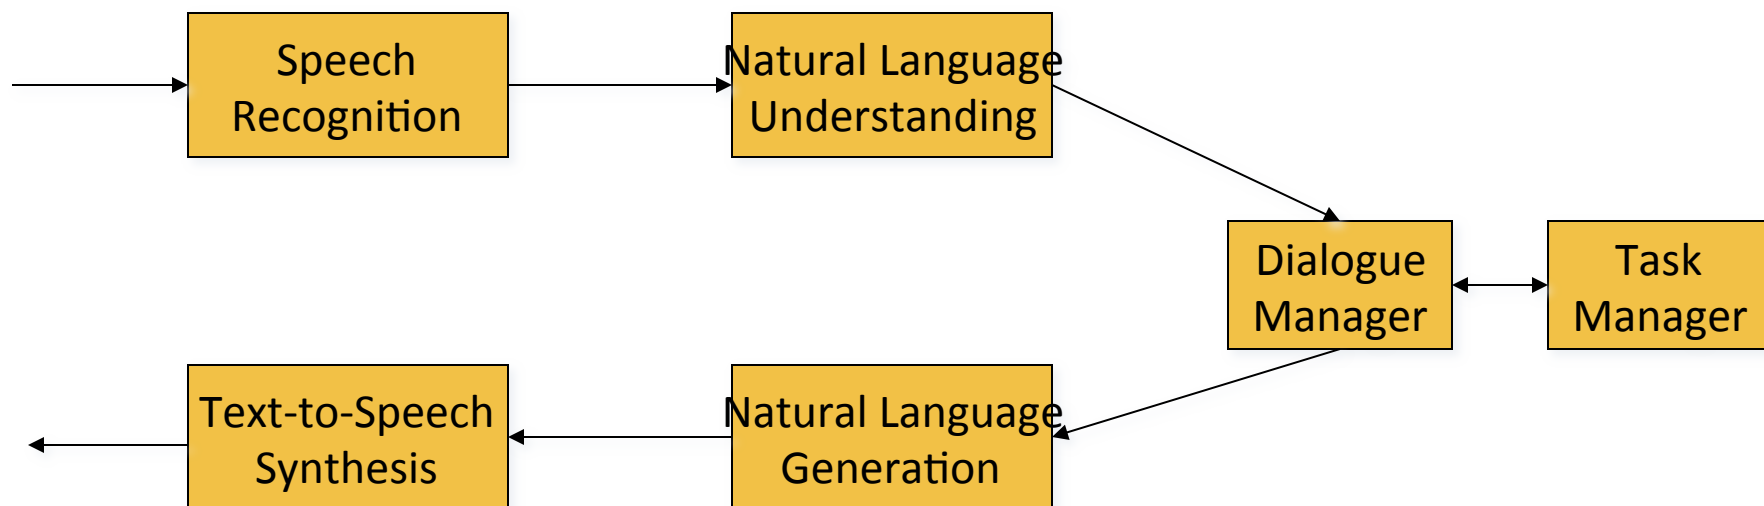 Speech
Recognition
Natural Language
Understanding
Dialogue
Manager
Task
Manager
Text-to-Speech
Synthesis
Natural Language
Generation